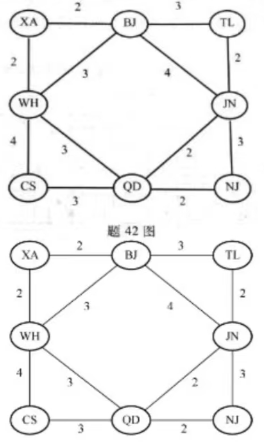 2 3
XA BJ TL
2 3 4 2
WH JN
4 3 2 3
CS QD NJ
3 2
题 42 图
XA 2 BJ 3 TL
2 3 4 2
WH JN
4 3 2 3
CS QD NJ
3 2